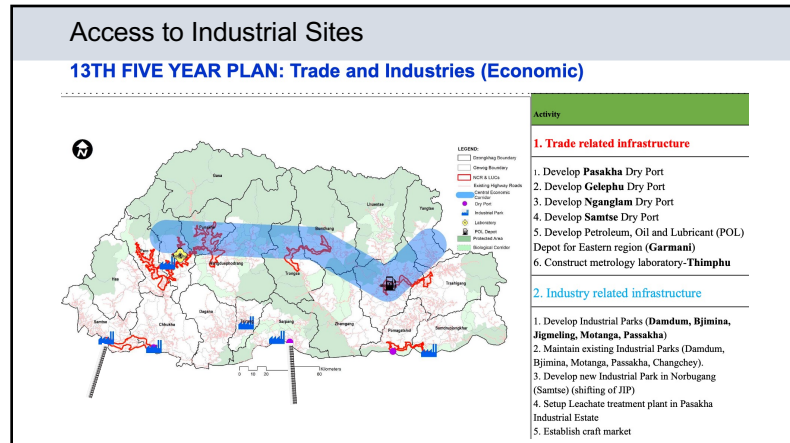 Access to Industrial Sites
13TH FIVE YEAR PLAN: Trade and Industries (Economic)
LEGEND:
Dzongkhag Boundary
Gewog Boundary
NCR & LUCs
Existing Highway Roads
Central Economic
Corridor
Dry Port
Industrial Park
Laboratory
POL Depot
Protected Area
Biological Corridor
Gasa
Lhuentse
Yangtse
Punakha
Bumthang
Wangduephodrang
Haa
Trongsa
Trashigang
Dagana
Samtse
Chhukha
Tsirang
Sarpang
Zhemgang
Pemagatshel
Samdrupjongkhar
Kilometers
0 10 20 40 60
Activity
1. Trade related infrastructure
1. Develop Pasakha Dry Port
2. Develop Gelephu Dry Port
3. Develop Nganglam Dry Port
4. Develop Samtse Dry Port
5. Develop Petroleum, Oil and Lubricant (POL)
Depot for Eastern region (Garmani)
6. Construct metrology laboratory-Thimphu
2. Industry related infrastructure
1. Develop Industrial Parks (Damdum, Bjimina,
Jigmeling, Motanga, Passakha)
2. Maintain existing Industrial Parks (Damdum,
Bjimina, Motanga, Passakha, Changchey).
3. Develop new Industrial Park in Norbugang
(Samtse) (shifting of JIP)
4. Setup Leachate treatment plant in Pasakha
Industrial Estate
5. Establish craft market